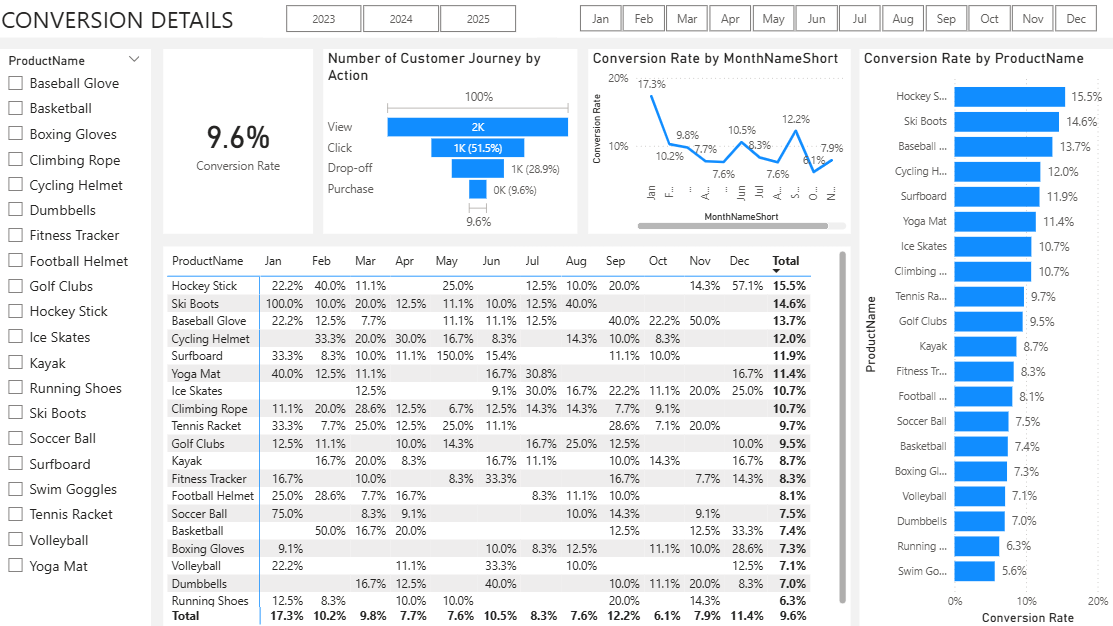 CONVERSION DETAILS
2023 2024 2025
Jan Feb Mar Apr May Jun Jul Aug Sep Oct Nov Dec
ProductName
Baseball Glove
Basketball
Boxing Gloves
Climbing Rope
Cycling Helmet
Dumbbells
Fitness Tracker
Football Helmet
Golf Clubs
Hockey Stick
Ice Skates
Kayak
Running Shoes
Ski Boots
Soccer Ball
Surfboard
Swim Goggles
Tennis Racket
Volleyball
Yoga Mat
9.6%
Conversion Rate
Number of Customer Journey by
Action
100%
View 2K
Click 1K (51.5%)
Drop-off 1K (28.9%)
Purchase 0K (9.6%)
9.6%
Conversion Rate by MonthNameShort
Conversion Rate
20%
10%
17.3%
10.2%
9.8%
7.7%
7.6%
10.5%
8.3%
7.6%
12.2%
6.1%
7.9%
Jan F... ... A... ... Jun Jul A... S... O... N...
MonthNameShort
ProductName Jan Feb Mar Apr May Jun Jul Aug Sep Oct Nov Dec Total
Hockey Stick 22.2% 40.0% 11.1% 25.0% 12.5% 10.0% 20.0% 14.3% 57.1% 15.5%
Ski Boots 100.0% 10.0% 20.0% 12.5% 11.1% 10.0% 12.5% 40.0% 14.6%
Baseball Glove 22.2% 12.5% 7.7% 11.1% 11.1% 12.5% 40.0% 22.2% 50.0% 13.7%
Cycling Helmet 33.3% 20.0% 30.0% 16.7% 8.3% 14.3% 10.0% 8.3% 12.0%
Surfboard 33.3% 8.3% 10.0% 11.1% 150.0% 15.4% 11.1% 10.0% 11.9%
Yoga Mat 40.0% 12.5% 11.1% 16.7% 30.8% 16.7% 11.4%
Ice Skates 12.5% 9.1% 30.0% 16.7% 22.2% 11.1% 20.0% 25.0% 10.7%
Climbing Rope 11.1% 20.0% 28.6% 12.5% 6.7% 12.5% 14.3% 14.3% 7.7% 9.1% 10.7%
Tennis Racket 33.3% 7.7% 25.0% 12.5% 25.0% 11.1% 28.6% 7.1% 20.0% 9.7%
Golf Clubs 12.5% 11.1% 10.0% 14.3% 16.7% 25.0% 12.5% 10.0% 9.5%
Kayak 16.7% 20.0% 8.3% 16.7% 11.1% 10.0% 14.3% 16.7% 8.7%
Fitness Tracker 16.7% 10.0% 8.3% 33.3% 16.7% 7.7% 14.3% 8.3%
Football Helmet 25.0% 28.6% 7.7% 16.7% 8.3% 11.1% 10.0% 8.1%
Soccer Ball 75.0% 8.3% 9.1% 10.0% 14.3% 9.1% 7.5%
Basketball 50.0% 16.7% 20.0% 12.5% 12.5% 33.3% 7.4%
Boxing Gloves 9.1% 10.0% 8.3% 12.5% 11.1% 10.0% 28.6% 7.3%
Volleyball 22.2% 11.1% 33.3% 10.0% 12.5% 7.1%
Dumbbells 16.7% 12.5% 40.0% 10.0% 11.1% 20.0% 8.3% 7.0%
Running Shoes 12.5% 8.3% 10.0% 10.0% 20.0% 14.3% 6.3%
Total 17.3% 10.2% 9.8% 7.7% 7.6% 10.5% 8.3% 7.6% 12.2% 6.1% 7.9% 11.4% 9.6%
Conversion Rate by ProductName
ProductName
Hockey S... 15.5%
Ski Boots 14.6%
Baseball ... 13.7%
Cycling H... 12.0%
Surfboard 11.9%
Yoga Mat 11.4%
Ice Skates 10.7%
Climbing ... 10.7%
Tennis Ra... 9.7%
Golf Clubs 9.5%
Kayak 8.7%
Fitness Tr... 8.3%
Football ... 8.1%
Soccer Ball 7.5%
Basketball 7.4%
Boxing Gl... 7.3%
Volleyball 7.1%
Dumbbells 7.0%
Running ... 6.3%
Swim Go... 5.6%
0% 10% 20%
Conversion Rate